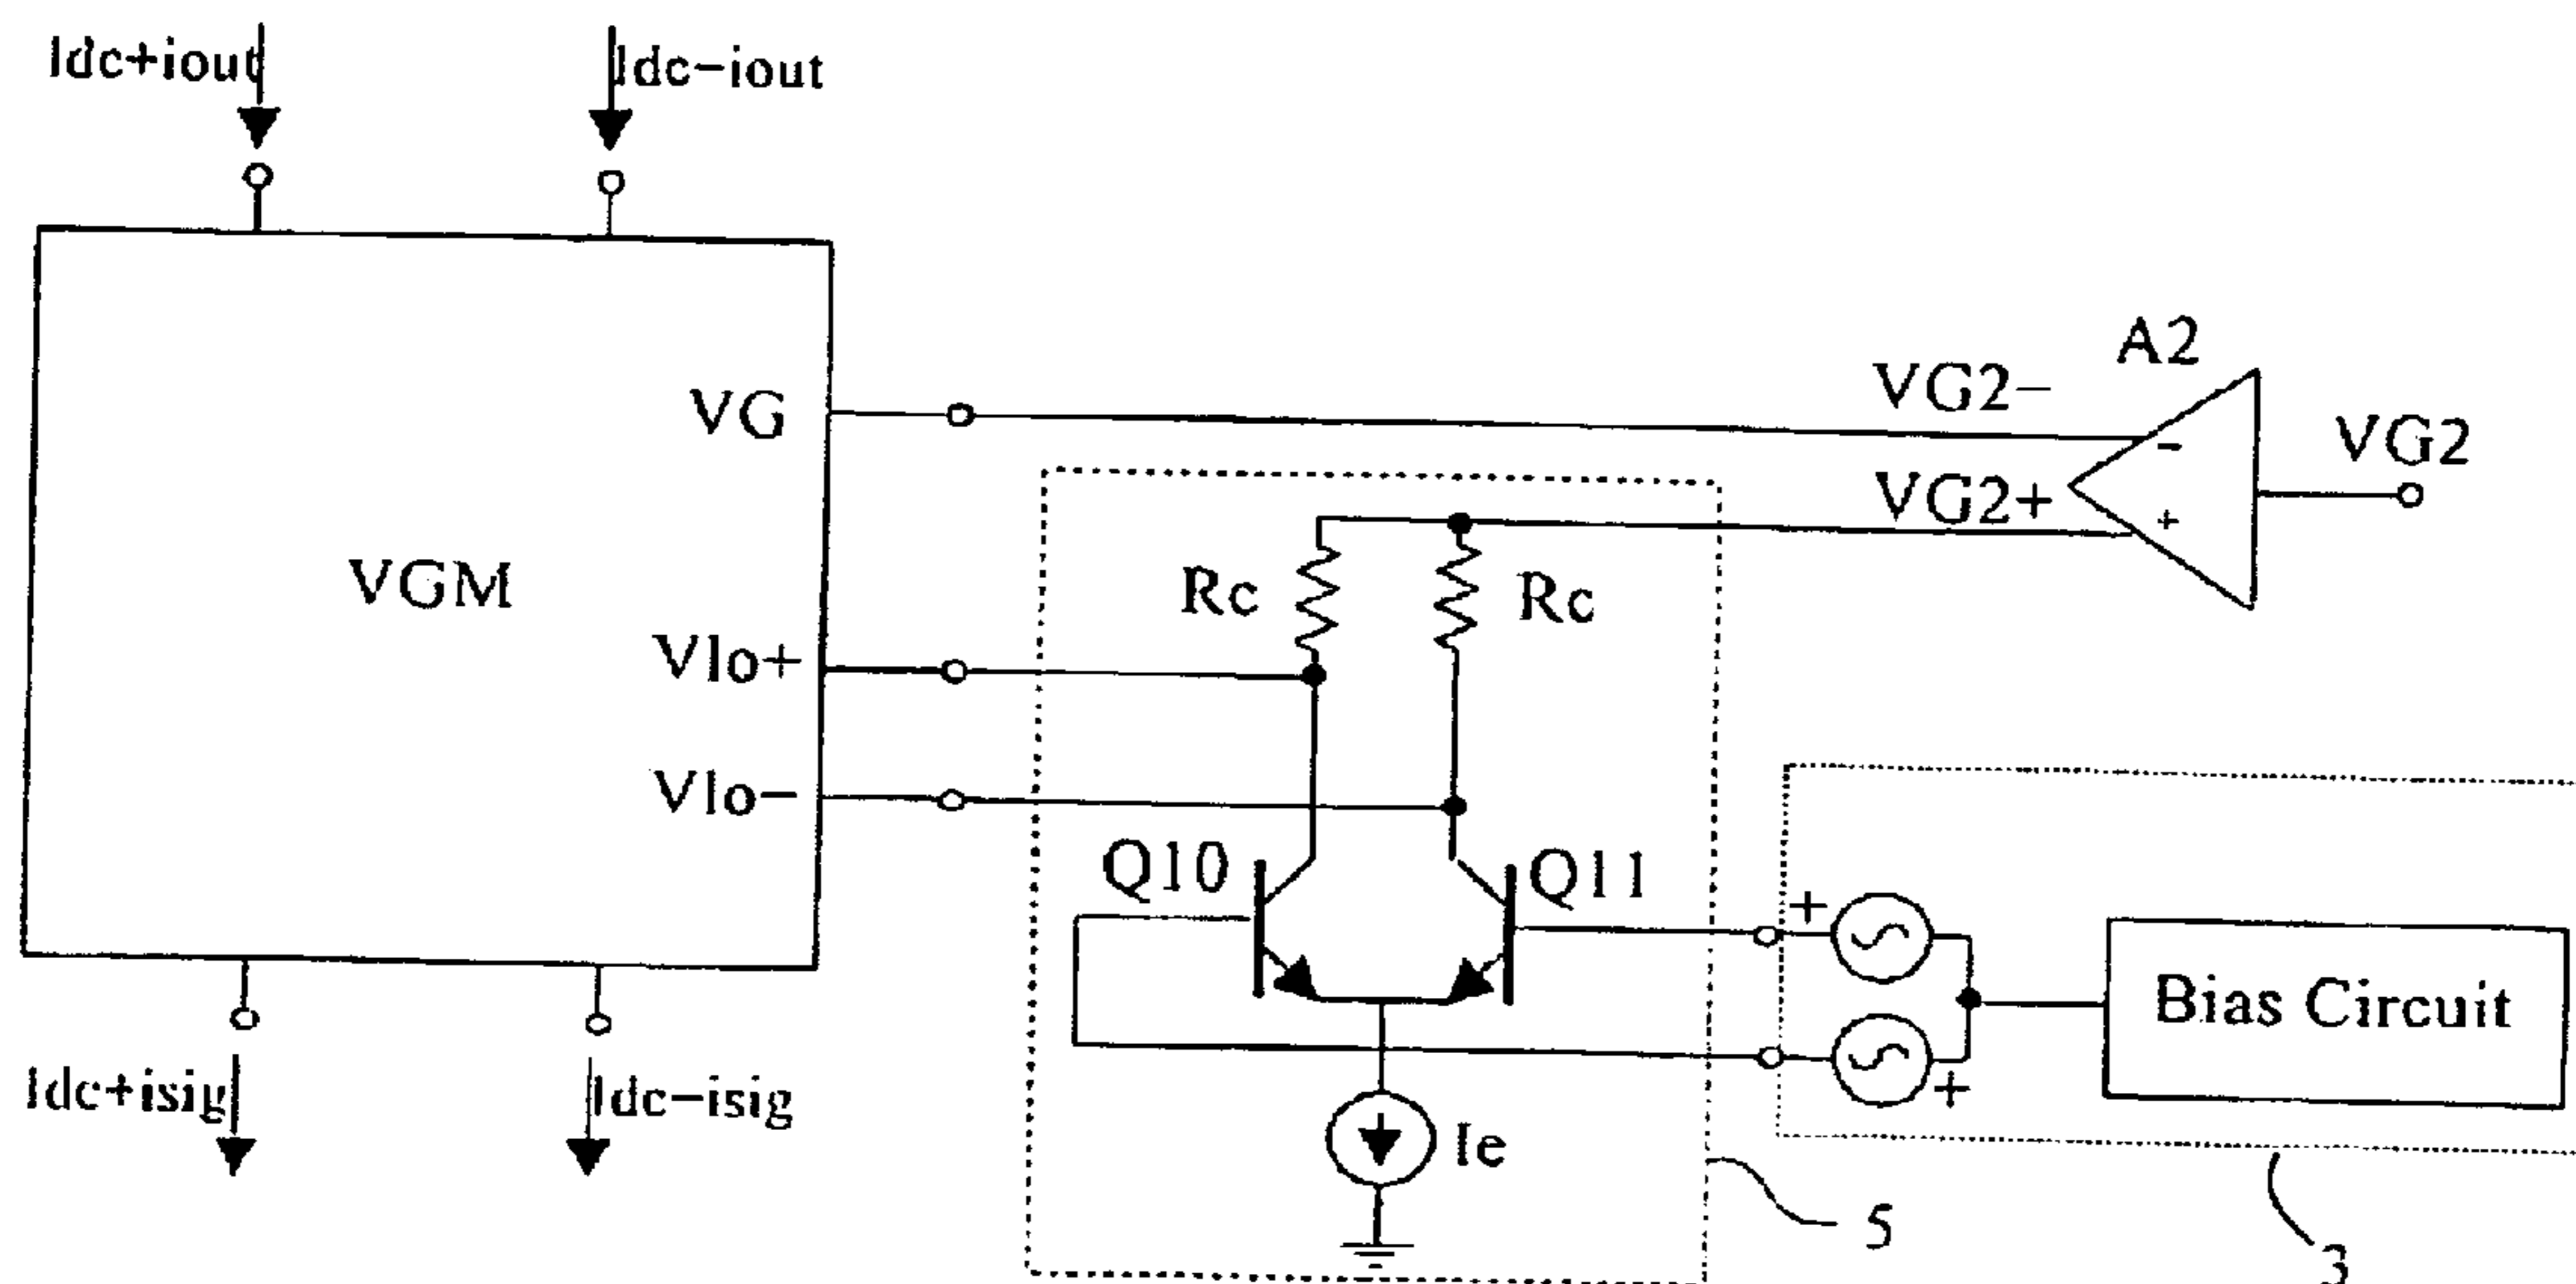 Idc+iout
Idc−iout
A2
VG2−
VG
VG2
−
VG2+
+
Rc
Rc
VGM
Vlo+
Vlo−
Q10
Q11
+
Bias Circuit
+
Idc+isig
Idc−isig
Ie
5
3